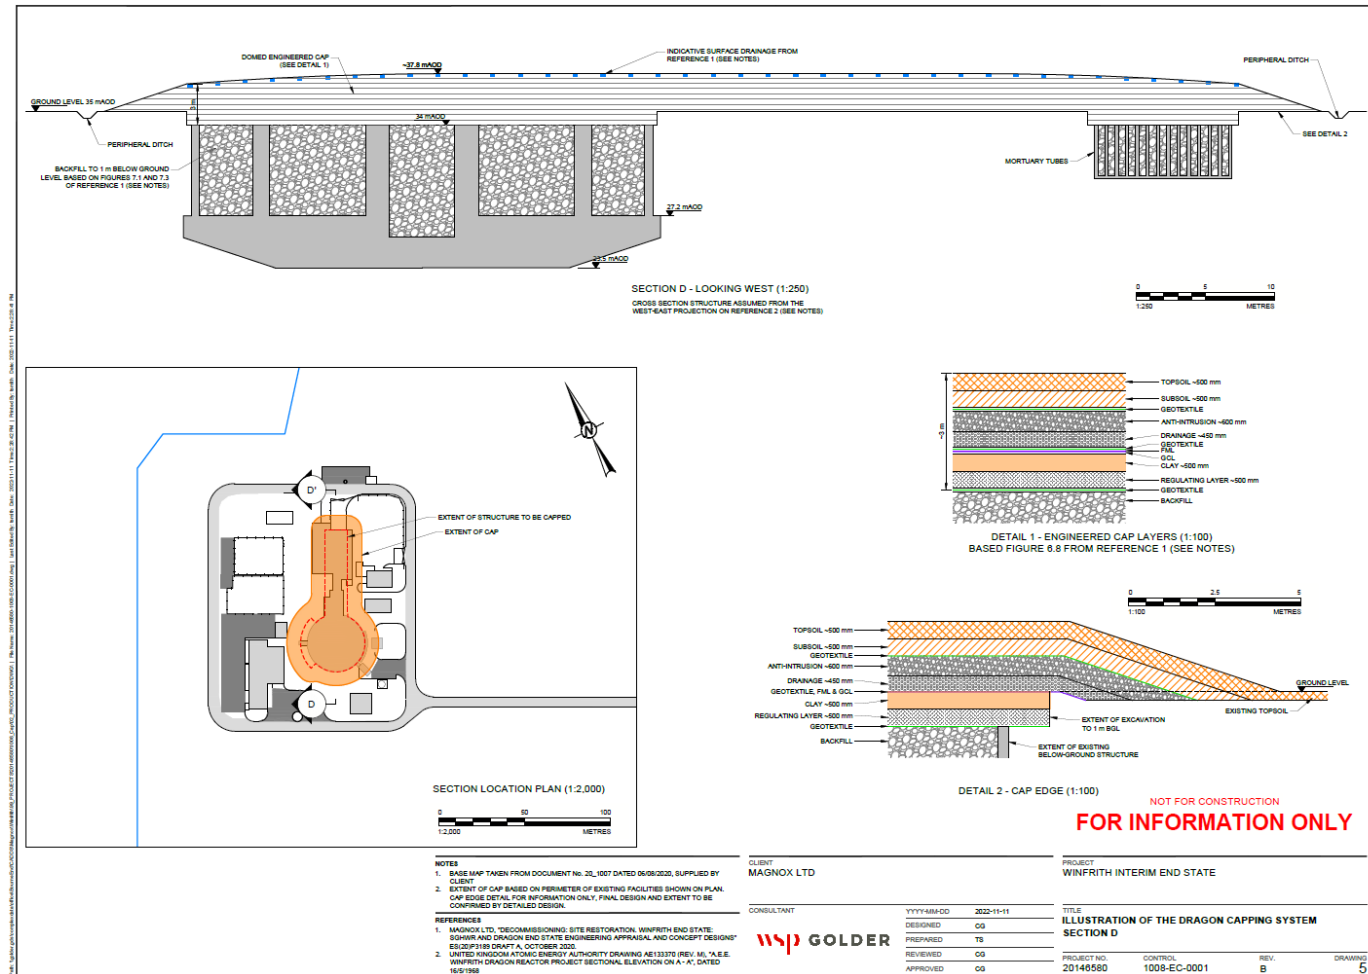 DOMED ENGINEERED CAP
(SEE DETAIL 1)
~37.8 mAOD
INDICATIVE SURFACE DRAINAGE FROM
REFERENCE 1 (SEE NOTES)
PERIPHERAL DITCH
GROUND LEVEL 35 mAOD
3 m
34 mAOD
PERIPHERAL DITCH
SEE DETAIL 2
BACKFILL TO 1 m BELOW GROUND
LEVEL BASED ON FIGURES 7.1 AND 7.3
OF REFERENCE 1 (SEE NOTES)
MORTUARY TUBES
27.2 mAOD
23.5 mAOD
SECTION D - LOOKING WEST (1:250)
CROSS SECTION STRUCTURE ASSUMED FROM THE
WEST-EAST PROJECTION ON REFERENCE 2 (SEE NOTES)
0 5 10
1:250 METRES
N
D'
EXTENT OF STRUCTURE TO BE CAPPED
EXTENT OF CAP
D
SECTION LOCATION PLAN (1:2,000)
0 50 100
1:2,000 METRES
~3 m
TOPSOIL ~500 mm
SUBSOIL ~500 mm
GEOTEXTILE
ANTI-INTRUSION ~600 mm
DRAINAGE ~450 mm
GEOTEXTILE
FML
GCL
CLAY ~500 mm
REGULATING LAYER ~500 mm
GEOTEXTILE
BACKFILL
DETAIL 1 - ENGINEERED CAP LAYERS (1:100)
BASED FIGURE 6.8 FROM REFERENCE 1 (SEE NOTES)
0 2.5 5
1:100 METRES
TOPSOIL ~500 mm
SUBSOIL ~500 mm
GEOTEXTILE
ANTI-INTRUSION ~600 mm
DRAINAGE ~450 mm
GEOTEXTILE, FML & GCL
CLAY ~500 mm
REGULATING LAYER ~500 mm
GEOTEXTILE
BACKFILL
GROUND LEVEL
EXISTING TOPSOIL
EXTENT OF EXCAVATION
TO 1 m BGL
EXTENT OF EXISTING
BELOW-GROUND STRUCTURE
DETAIL 2 - CAP EDGE (1:100)
NOT FOR CONSTRUCTION
FOR INFORMATION ONLY
NOTES
1. BASE MAP TAKEN FROM DOCUMENT No. 20_1007 DATED 06/08/2020, SUPPLIED BY
CLIENT
2. EXTENT OF CAP BASED ON PERIMETER OF EXISTING FACILITIES SHOWN ON PLAN.
CAP EDGE DETAIL FOR INFORMATION ONLY, FINAL DESIGN AND EXTENT TO BE
CONFIRMED BY DETAILED DESIGN.
REFERENCES
1. MAGNOX LTD, "DECOMMISSIONING: SITE RESTORATION, WINFRITH END STATE:
SGHWR AND DRAGON END STATE ENGINEERING APPRAISAL AND CONCEPT DESIGNS"
ES(20)P3189 DRAFT A, OCTOBER 2020.
2. UNITED KINGDOM ATOMIC ENERGY AUTHORITY DRAWING AE133370 (REV. M), "A.E.E.
WINFRITH DRAGON REACTOR PROJECT SECTIONAL ELEVATION ON A - A", DATED
16/5/1968
CLIENT
MAGNOX LTD
CONSULTANT
wsp GOLDER
YYYY-MM-DD 2022-11-11
DESIGNED CG
PREPARED TS
REVIEWED CG
APPROVED CG
PROJECT
WINFRITH INTERIM END STATE
TITLE
ILLUSTRATION OF THE DRAGON CAPPING SYSTEM
SECTION D
PROJECT NO. CONTROL REV. DRAWING
20146580 1008-EC-0001 B 5